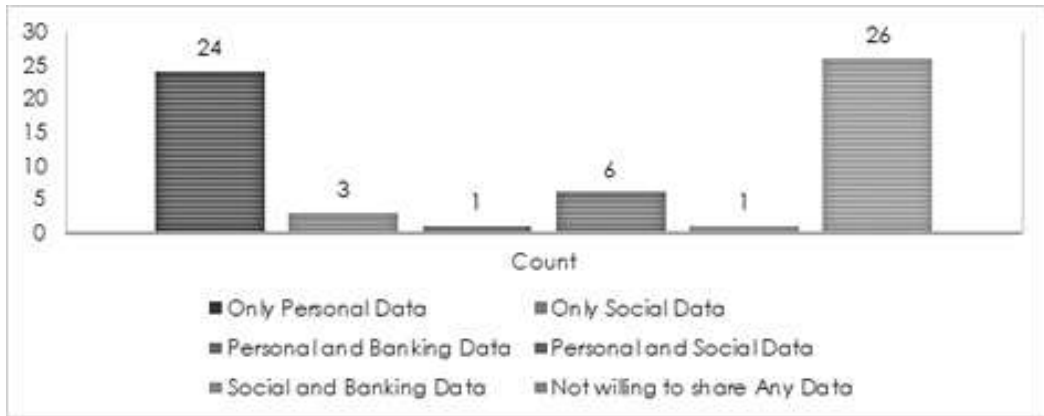 30
25
20
15
10
5
0
24
3
1
6
1
26
Count
Only Personal Data
Only Social Data
Personal and Banking Data
Personal and Social Data
Social and Banking Data
Not willing to share Any Data